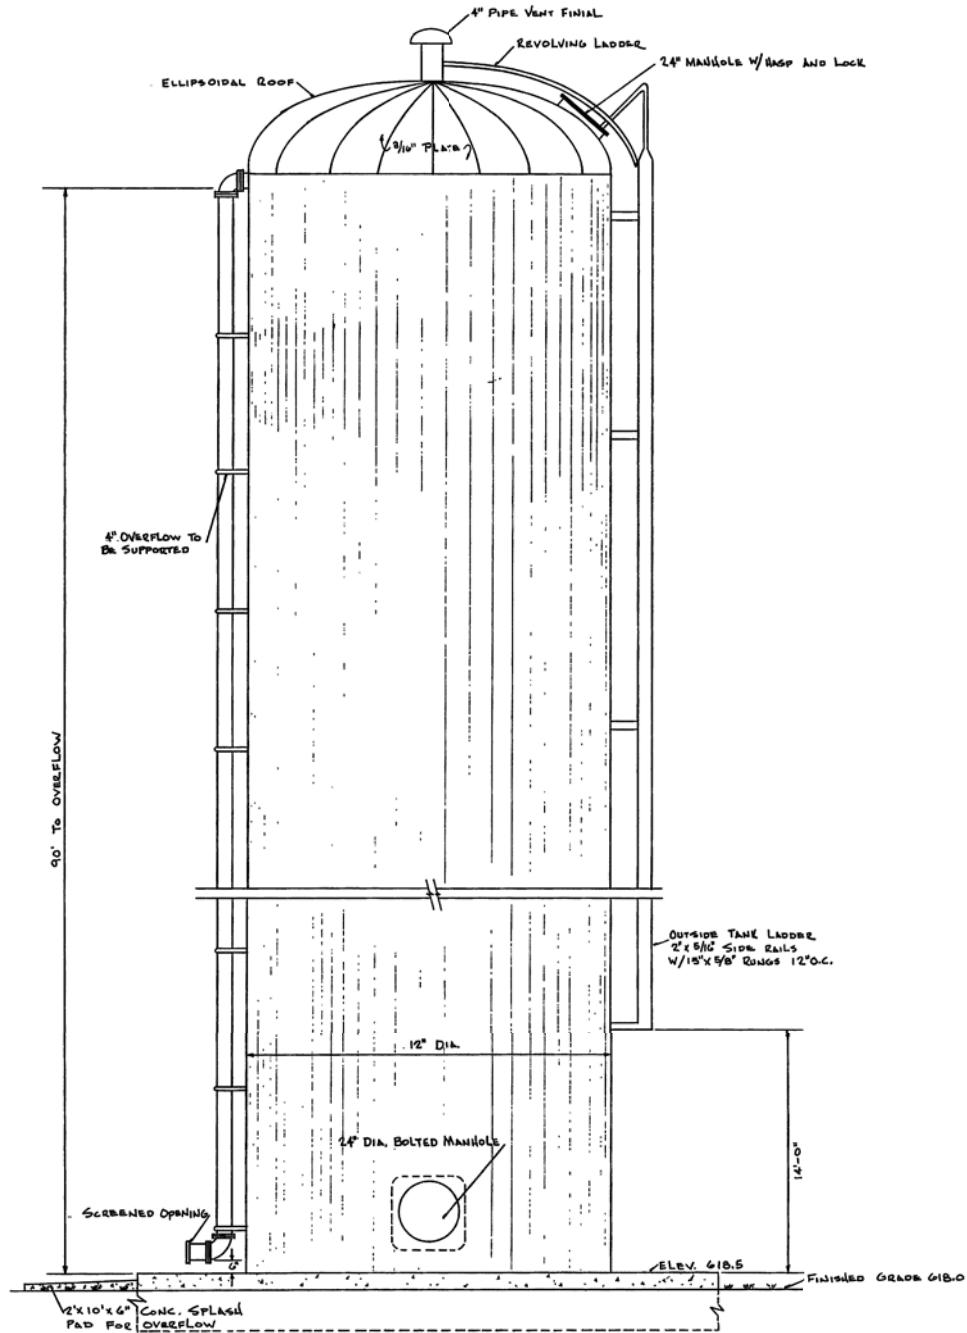 4" PIPE VENT FINIAL
REVOLVING LADDER
24" MANHOLE W/ HASP AND LOCK
ELLIPSOIDAL ROOF
3/16" PLATE
4" OVERFLOW TO
BE SUPPORTED
90' TO OVERFLOW
OUTSIDE TANK LADDER
2" x 5/16" SIDE RAILS
W/15" x 5/8" RUNGS 12" O.C.
12" DIA.
24" DIA. BOLTED MANHOLE
14'-0"
SCREENED OPENING
6"
ELEV. 618.5
FINISHED GRADE 618.0
2'x10'x6" CONC. SPLASH
PAD FOR OVERFLOW